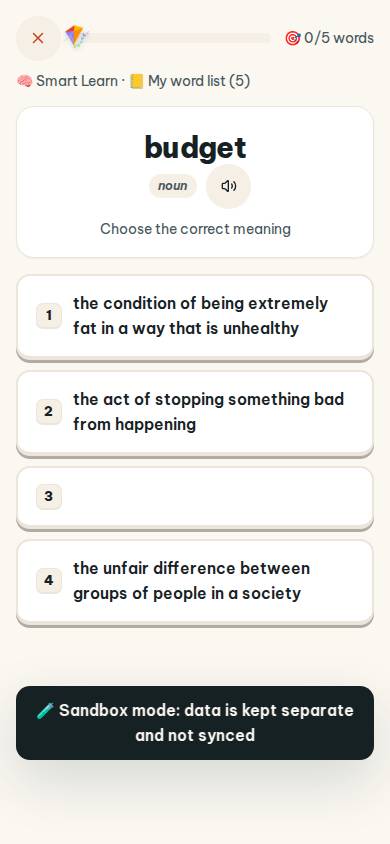 🎯 0/5 words
🧠 Smart Learn · 📒 My word list (5)
budget
noun
Choose the correct meaning
1
the condition of being extremely
fat in a way that is unhealthy
2
the act of stopping something bad
from happening
3
4
the unfair difference between
groups of people in a society
🧪 Sandbox mode: data is kept separate
and not synced